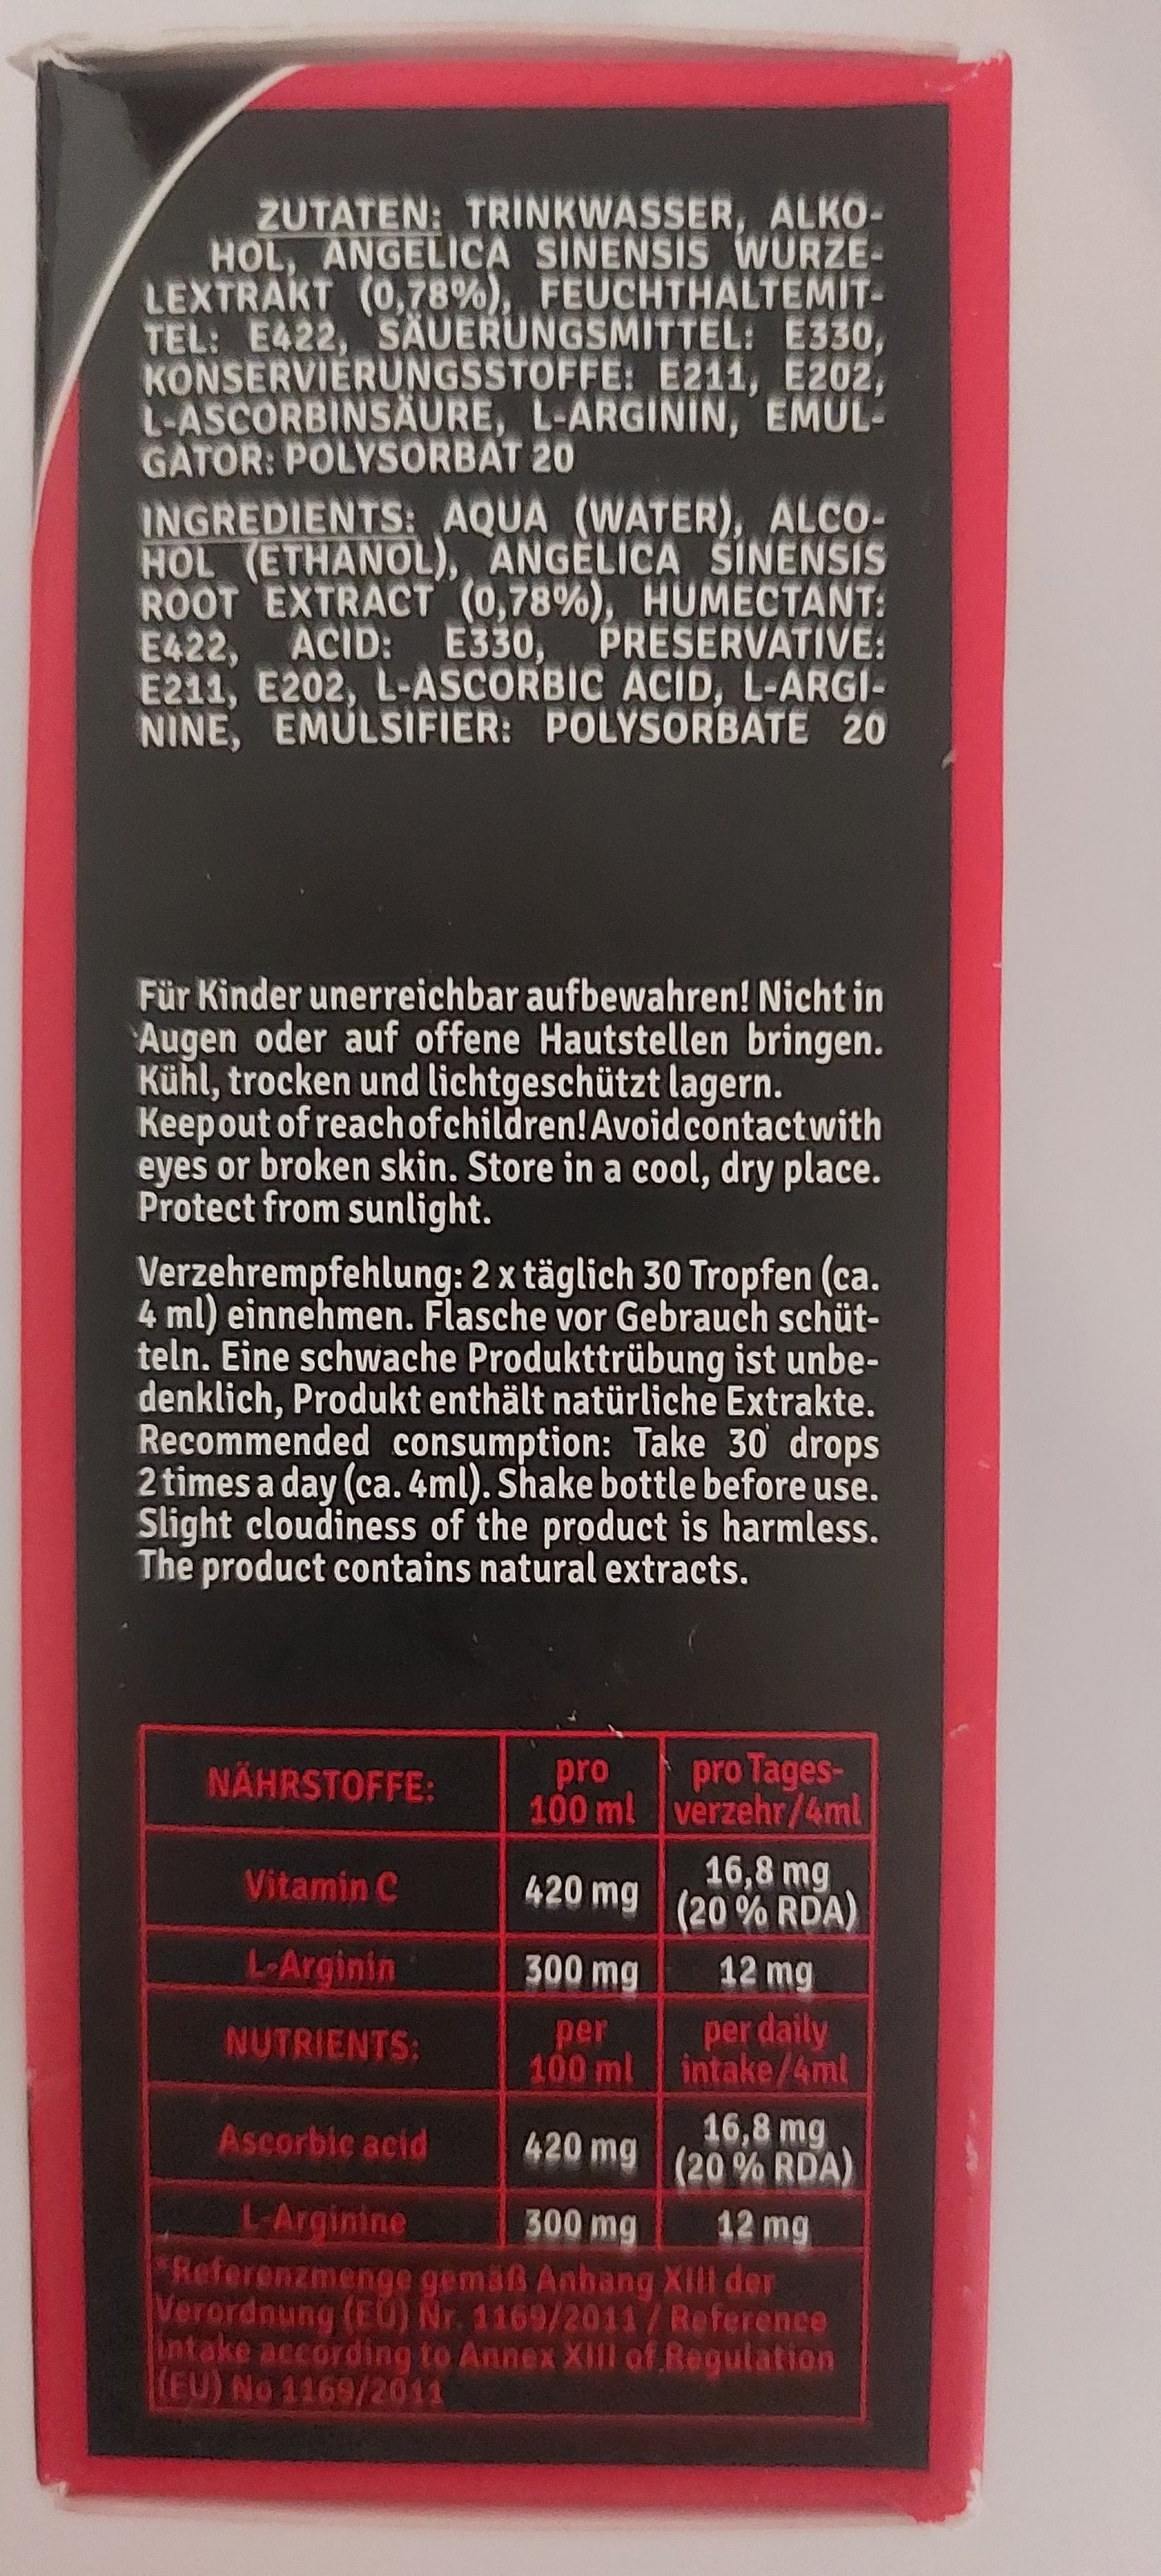 ZUTATEN: TRINKWASSER, ALKO-
HOL, ANGELICA SINENSIS WURZE-
LEXTRAKT (0,78%), FEUCHTHALTEMIT-
TEL: E422, SÄUERUNGSMITTEL: E330,
KONSERVIERUNGSSTOFFE: E211, E202,
L-ASCORBINSÄURE, L-ARGININ, EMUL-
GATOR: POLYSORBAT 20
INGREDIENTS: AQUA (WATER), ALCO-
HOL (ETHANOL), ANGELICA SINENSIS
ROOT EXTRACT (0,78%), HUMECTANT:
E422, ACID: E330, PRESERVATIVE:
E211, E202, L-ASCORBIC ACID, L-ARGI-
NINE, EMULSIFIER: POLYSORBATE 20
Für Kinder unerreichbar aufbewahren! Nicht in
Augen oder auf offene Hautstellen bringen.
Kühl, trocken und lichtgeschützt lagern.
Keep out of reach of children! Avoid contact with
eyes or broken skin. Store in a cool, dry place.
Protect from sunlight.
Verzehrempfehlung: 2 x täglich 30 Tropfen (ca.
4 ml) einnehmen. Flasche vor Gebrauch schüt-
teln. Eine schwache Produkttrübung ist unbe-
denklich, Produkt enthält natürliche Extrakte.
Recommended consumption: Take 30 drops
2 times a day (ca. 4ml). Shake bottle before use.
Slight cloudiness of the product is harmless.
The product contains natural extracts.
NÄHRSTOFFE: pro 100 ml pro Tages-verzehr/4ml
Vitamin C 420 mg 16,8 mg (20 % RDA)
L-Arginin 300 mg 12 mg
NUTRIENTS: per 100 ml per daily intake/4ml
Ascorbic acid 420 mg 16,8 mg (20 % RDA)
L-Arginine 300 mg 12 mg
*Referenzmenge gemäß Anhang XIII der
Verordnung (EU) Nr. 1169/2011 / Reference
intake according to Annex XIII of Regulation
(EU) No 1169/2011